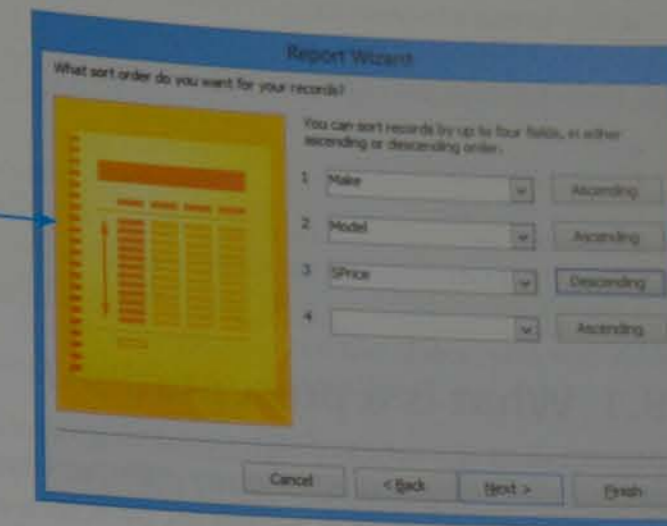 Report Wizard
What sort order do you want for your records?
You can sort records by up to four fields, in either
ascending or descending order.
1 Make Ascending
2 Model Ascending
3 SPrice Descending
4 Ascending
Cancel < Back Next > Finish